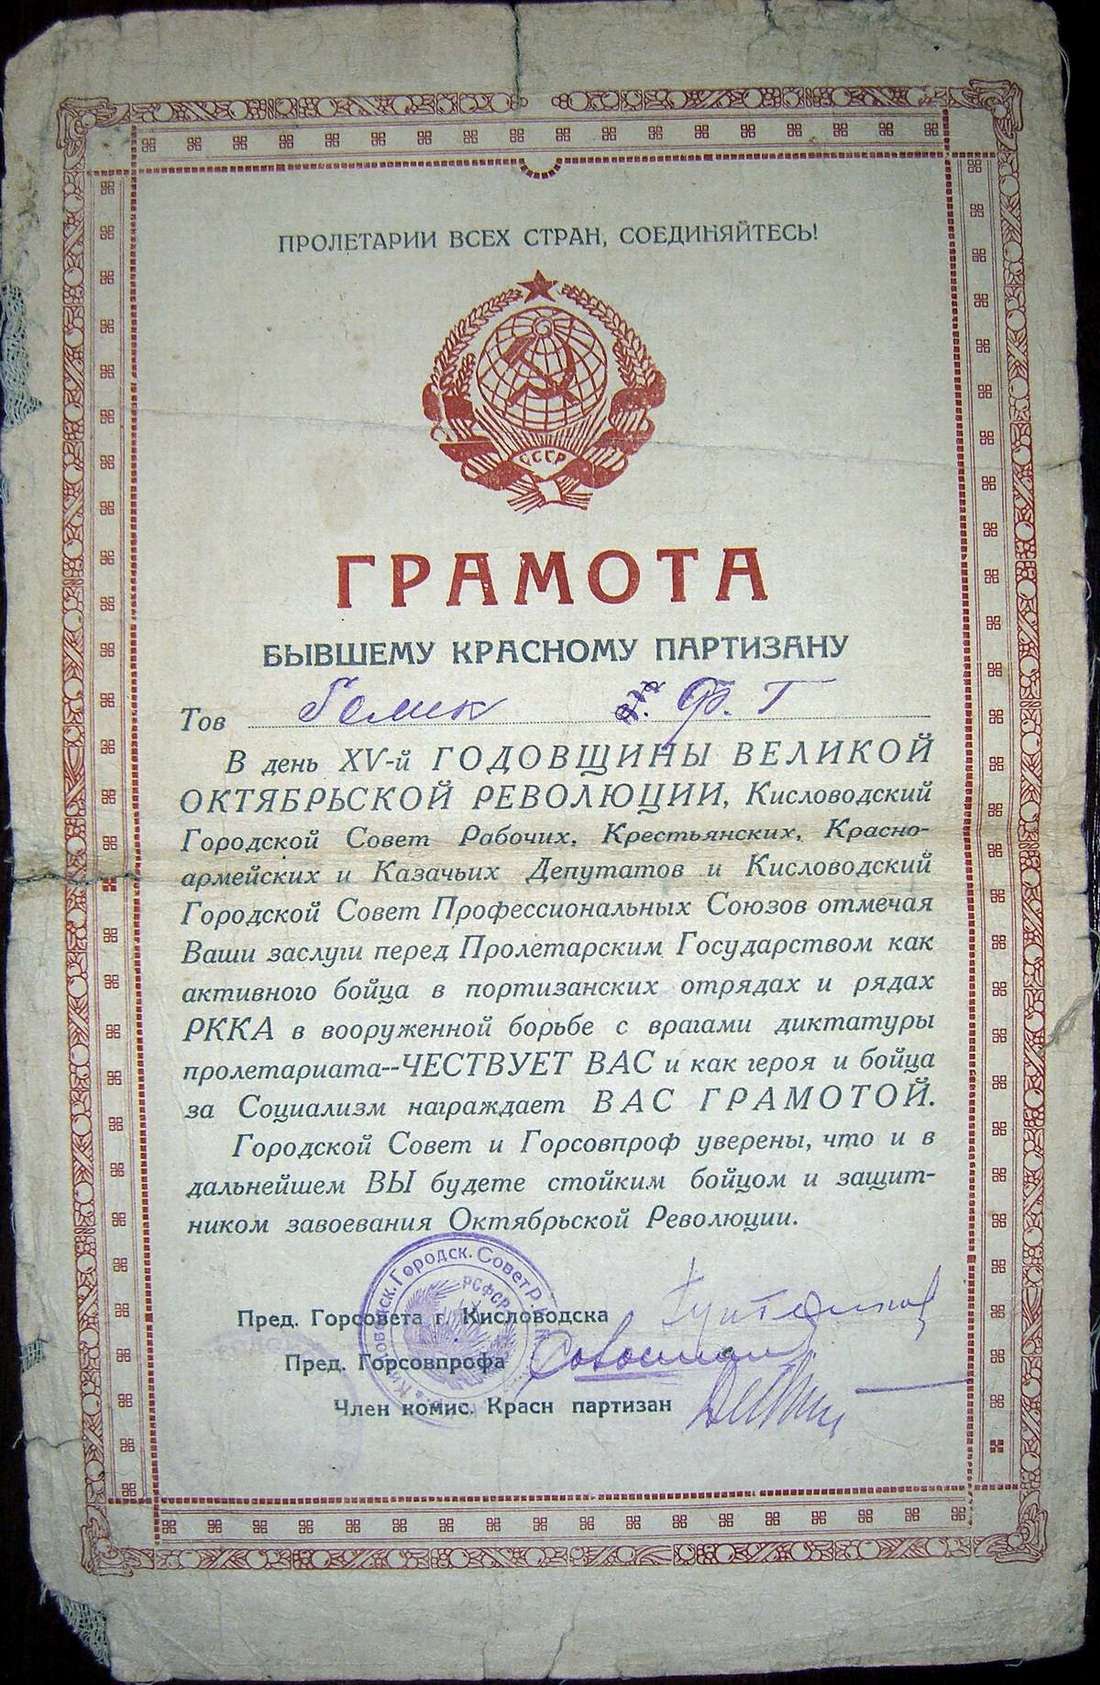 ПРОЛЕТАРИИ ВСЕХ СТРАН, СОЕДИНЯЙТЕСЬ!
СССР
ГРАМОТА
БЫВШЕМУ КРАСНОМУ ПАРТИЗАНУ
Тов Гемик Ф. Г
В день XV-й ГОДОВЩИНЫ ВЕЛИКОЙ
ОКТЯБРЬСКОЙ РЕВОЛЮЦИИ, Кисловодский
Городской Совет Рабочих, Крестьянских, Красно-
армейских и Казачьих Депутатов и Кисловодский
Городской Совет Профессиональных Союзов отмечая
Ваши заслуги перед Пролетарским Государством как
активного бойца в портизанских отрядах и рядах
РККА в вооруженной борьбе с врагами диктатуры
пролетариата--ЧЕСТВУЕТ ВАС и как героя и бойца
за Социализм награждает ВАС ГРАМОТОЙ.
Городской Совет и Горсовпроф уверены, что и в
дальнейшем ВЫ будете стойким бойцом и защит-
ником завоевания Октябрьской Революции.
Городск. Совет РСФСР
Пред. Горсовета г. Кисловодска
Пред. Горсовпрофа
Член комис. Красн партизан